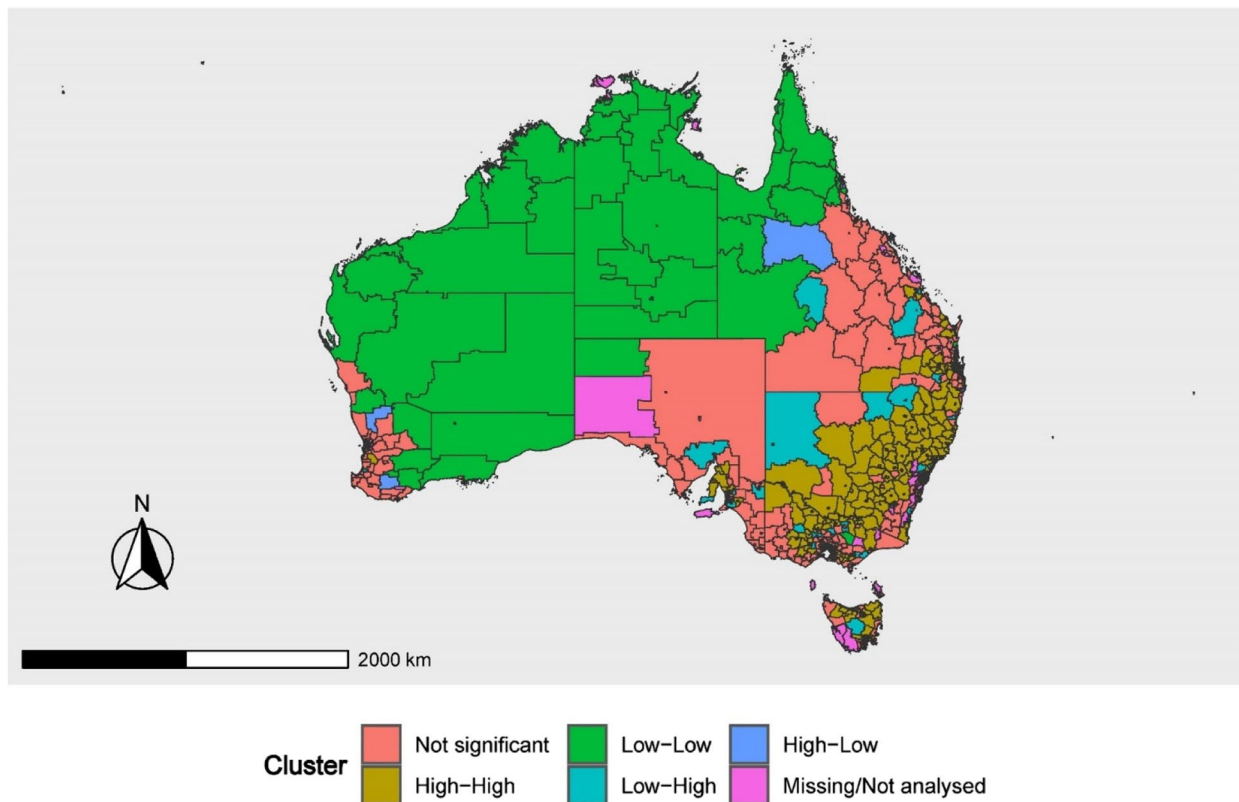 N
2000 km
Cluster
Not significant
Low-Low
High-Low
High-High
Low-High
Missing/Not analysed